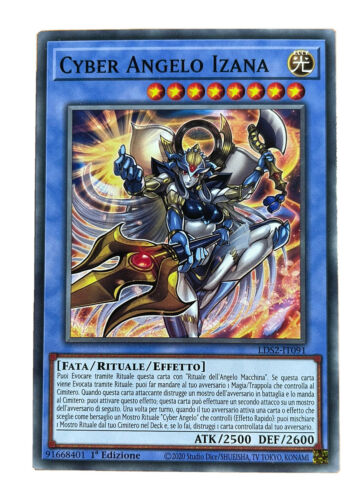 CYBER ANGELO IZANA
光
LDS2-IT091
[FATA/RITUALE/EFFETTO]
Puoi Evocare tramite Rituale questa carta con "Rituale dell'Angelo Macchina". Se questa carta viene
Evocata tramite Rituale: puoi far mandare al tuo avversario 1 Magia/Trappola che controlla al
Cimitero. Quando questa carta attaccante distrugge un mostro dell'avversario in battaglia e lo manda
al Cimitero: puoi attivare questo effetto; questa carta può effettuare un secondo attacco su un mostro
dell'avversario di seguito. Una volta per turno, quando il tuo avversario attiva una carta o effetto che
sceglie come bersaglio un Mostro Rituale "Cyber Angelo" che controlli (Effetto Rapido): puoi mischiare
1 Mostro Rituale dal tuo Cimitero nel Deck e, se lo fai, distruggi 1 carta controllata dal tuo avversario.
ATK/2500 DEF/2600
91668401 1ª Edizione ©2020 Studio Dice/SHUEISHA, TV TOKYO, KONAMI